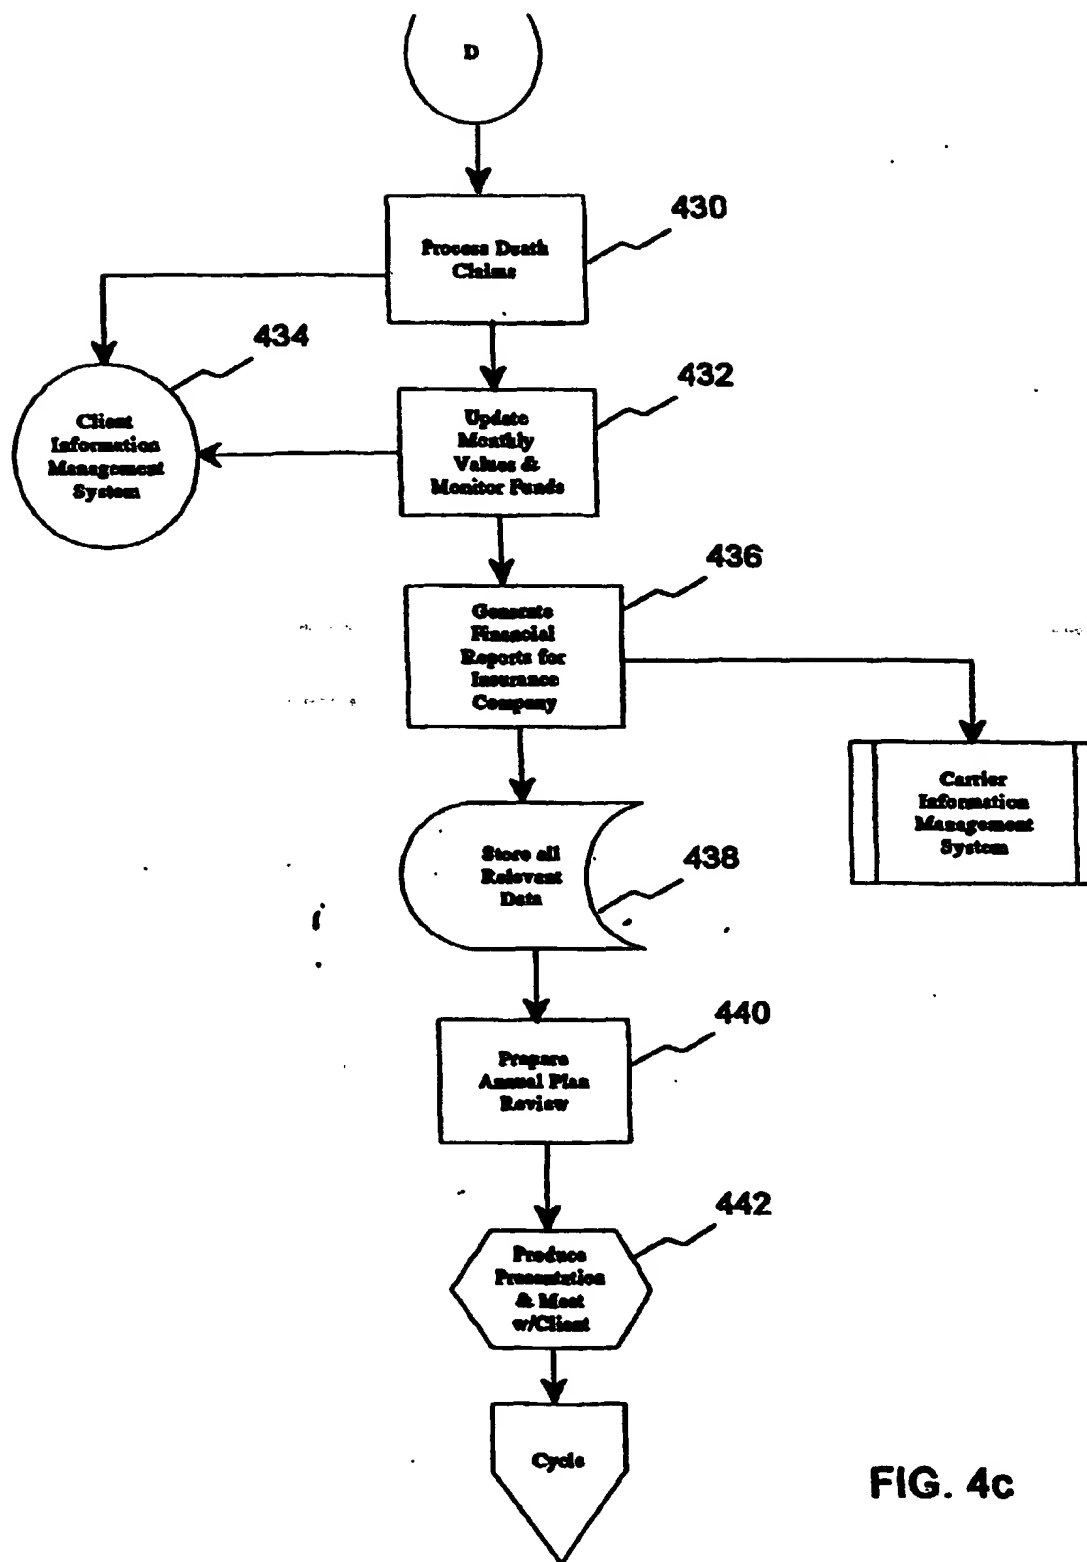 D
430
Process Death
Claims
434
Client
Information
Management
System
432
Update
Monthly
Values &
Monitor Funds
436
Generate
Financial
Reports for
Insurance
Company
Carrier
Information
Management
System
Store all
Relevant
Data
438
440
Prepare
Annual Plan
Review
442
Produce
Presentation
& Meet
w/Client
Cycle
FIG. 4c